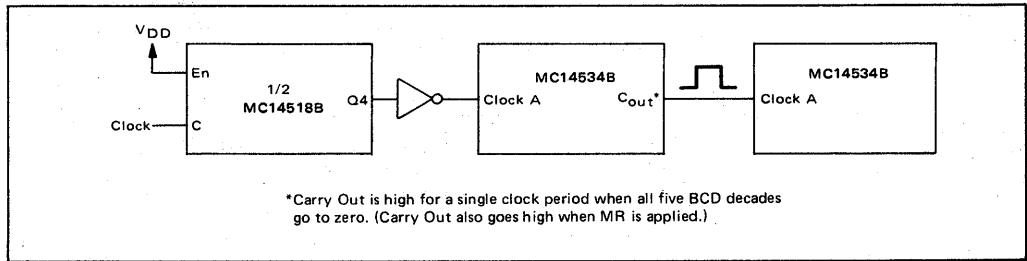 VDD
En
1/2
MC14518B
Q4
Clock
C
Clock A
MC14534B
Cout*
MC14534B
Clock A
*Carry Out is high for a single clock period when all five BCD decades
go to zero. (Carry Out also goes high when MR is applied.)